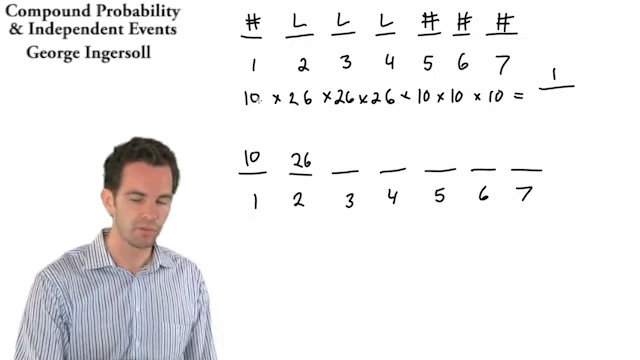 Compound Probability
& Independent Events
George Ingersoll
# L L L # # #
1 2 3 4 5 6 7
10 × 26 × 26 × 26 × 10 × 10 × 10 = 1
10 26
1 2 3 4 5 6 7